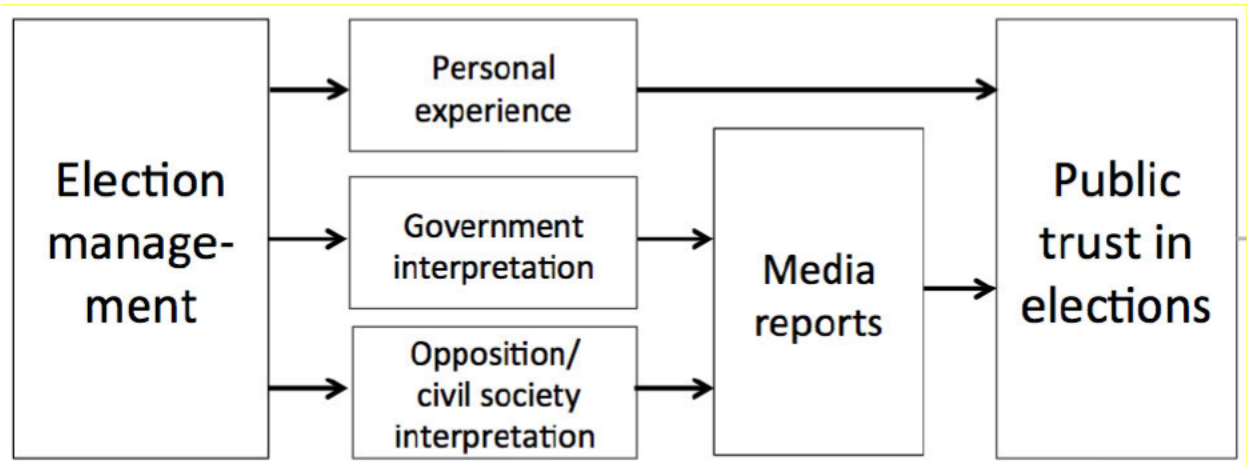 Election
manage-
ment
Personal
experience
Government
interpretation
Opposition/
civil society
interpretation
Media
reports
Public
trust in
elections